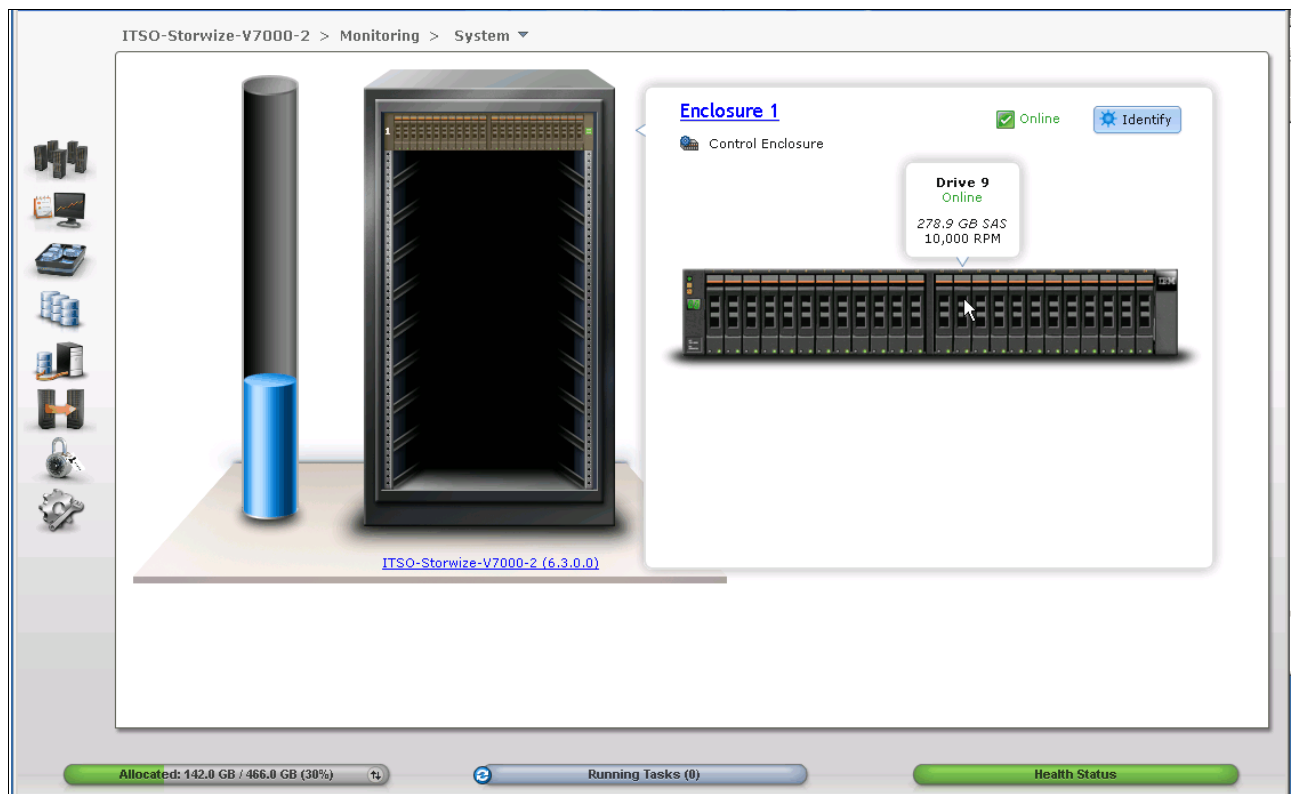 ITSO-Storwize-V7000-2 > Monitoring > System
Enclosure 1
Online
Identify
Control Enclosure
Drive 9
Online
278.9 GB SAS
10,000 RPM
1
IBM
ITSO-Storwize-V7000-2 (6.3.0.0)
Allocated: 142.0 GB / 466.0 GB (30%)
Running Tasks (0)
Health Status